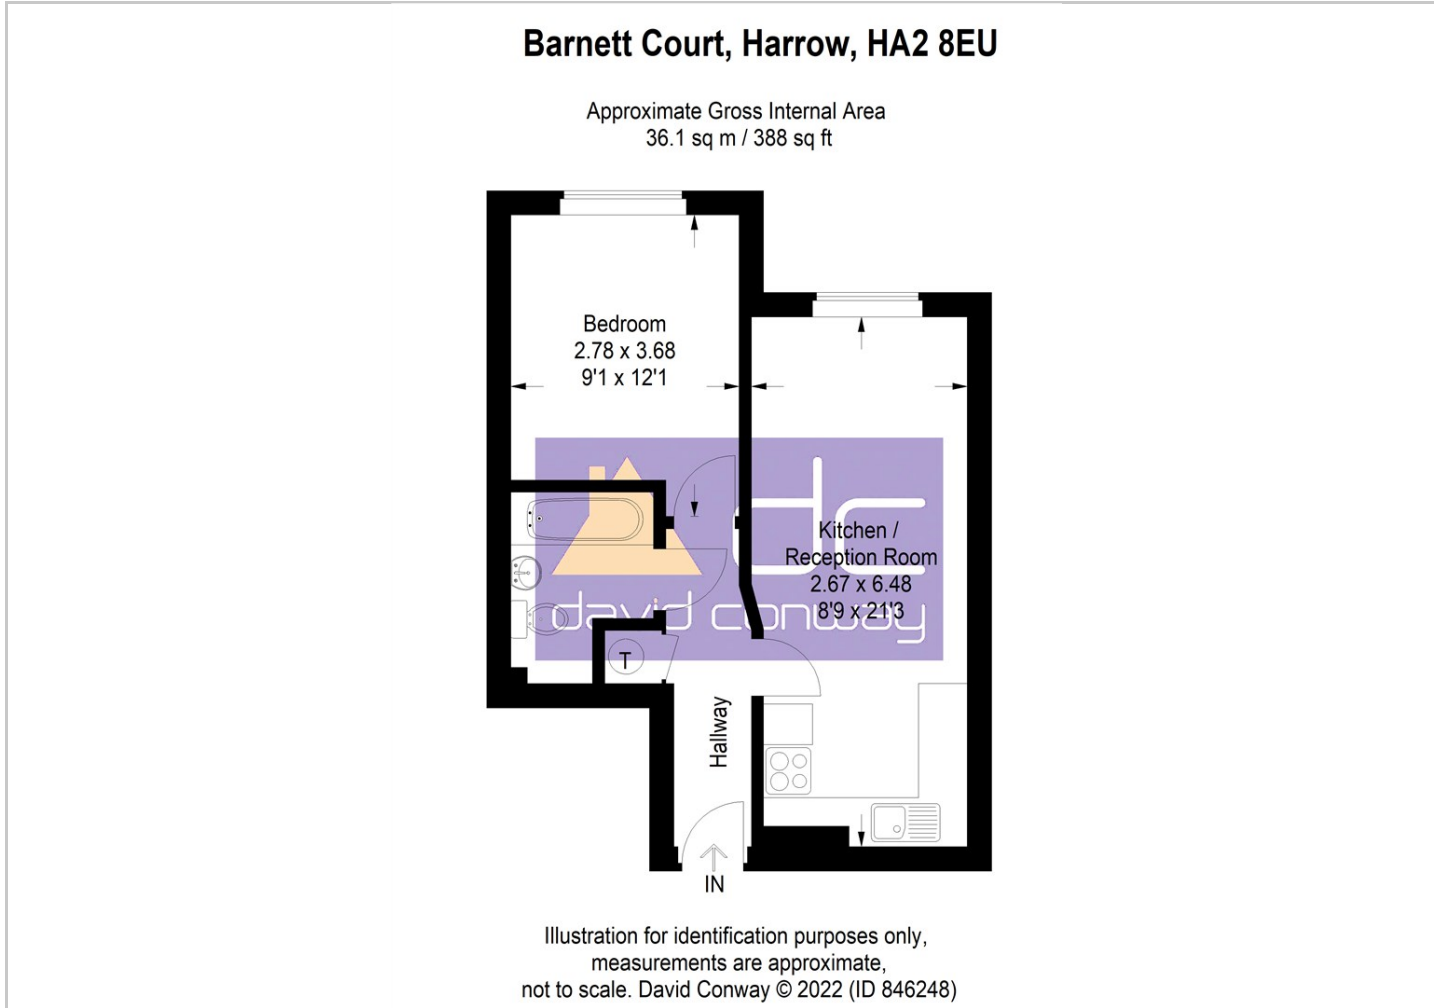 Barnett Court, Harrow, HA2 8EU
Approximate Gross Internal Area
36.1 sq m / 388 sq ft
Bedroom
2.78 x 3.68
9'1 x 12'1
dc
david conway
Kitchen /
Reception Room
2.67 x 6.48
8'9 x 21'3
T
Hallway
IN
Illustration for identification purposes only,
measurements are approximate,
not to scale. David Conway © 2022 (ID 846248)